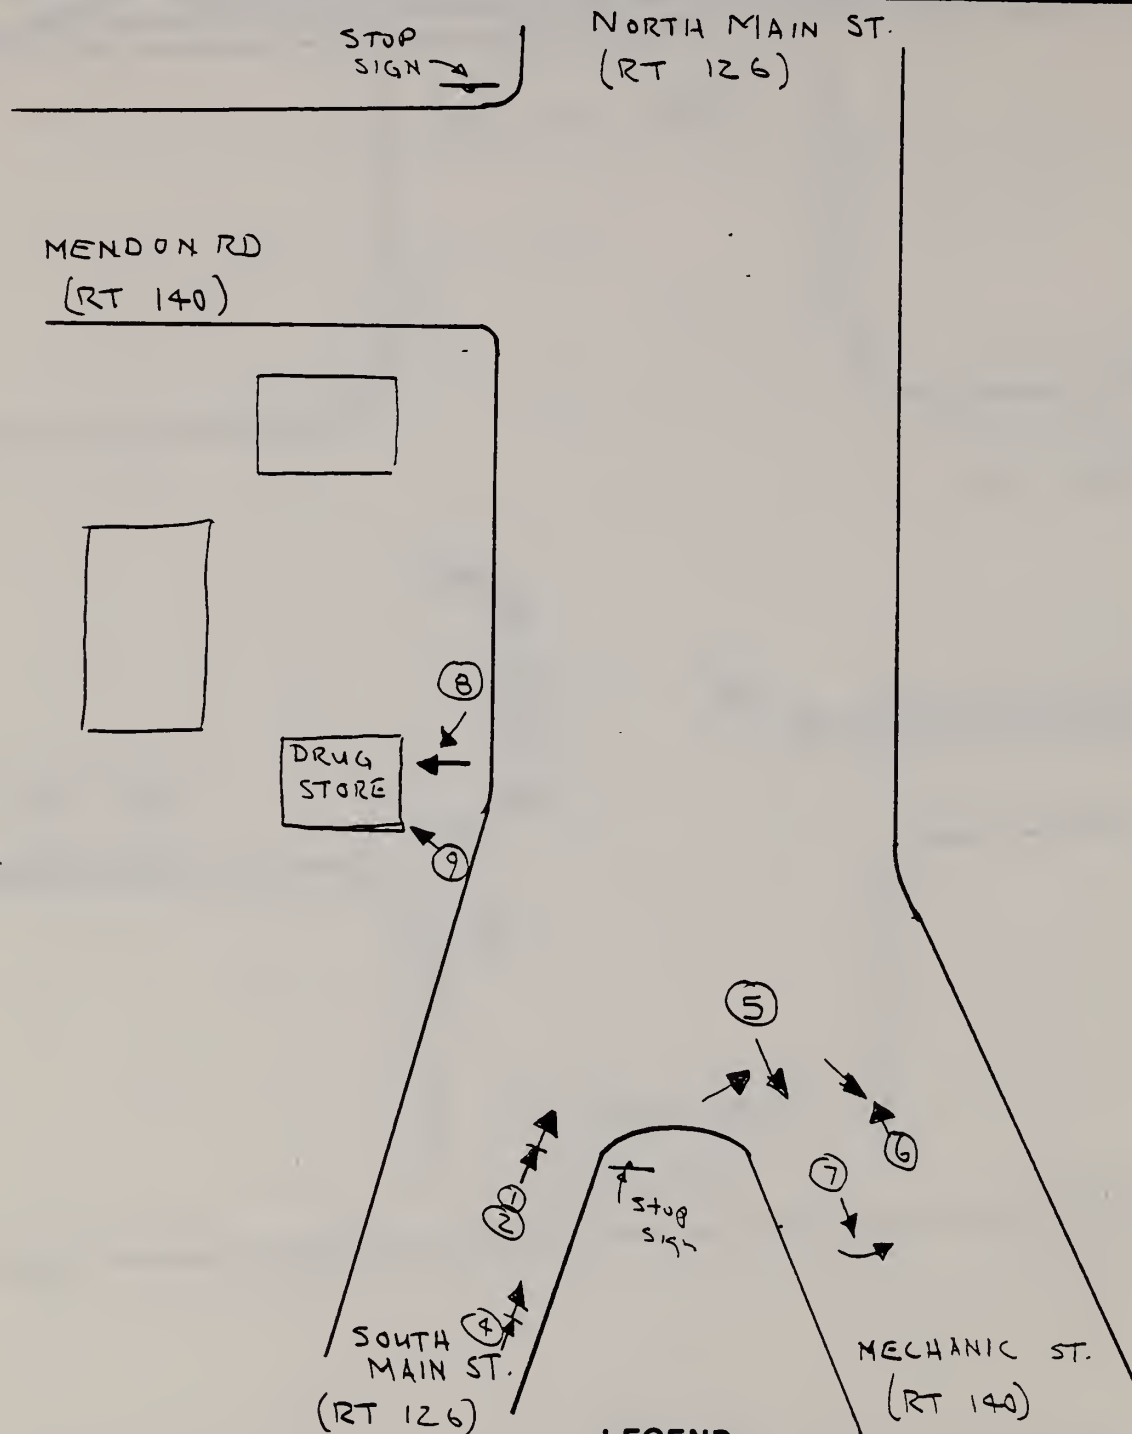 NORTH MAIN ST.
(RT 126)
STOP
SIGN
MENDON RD
(RT 140)
8
DRUG
STORE
9
5
6
7
1
2
Stop
Sign
4
SOUTH
MAIN ST.
(RT 126)
MECHANIC ST.
(RT 140)
LEGEND